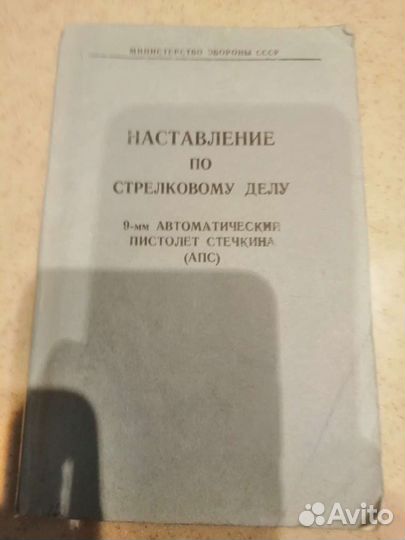 МИНИСТЕРСТВО ОБОРОНЫ СССР
НАСТАВЛЕНИЕ
ПО
СТРЕЛКОВОМУ ДЕЛУ
9-мм АВТОМАТИЧЕСКИЙ
ПИСТОЛЕТ СТЕЧКИНА
(АПС)
Avito